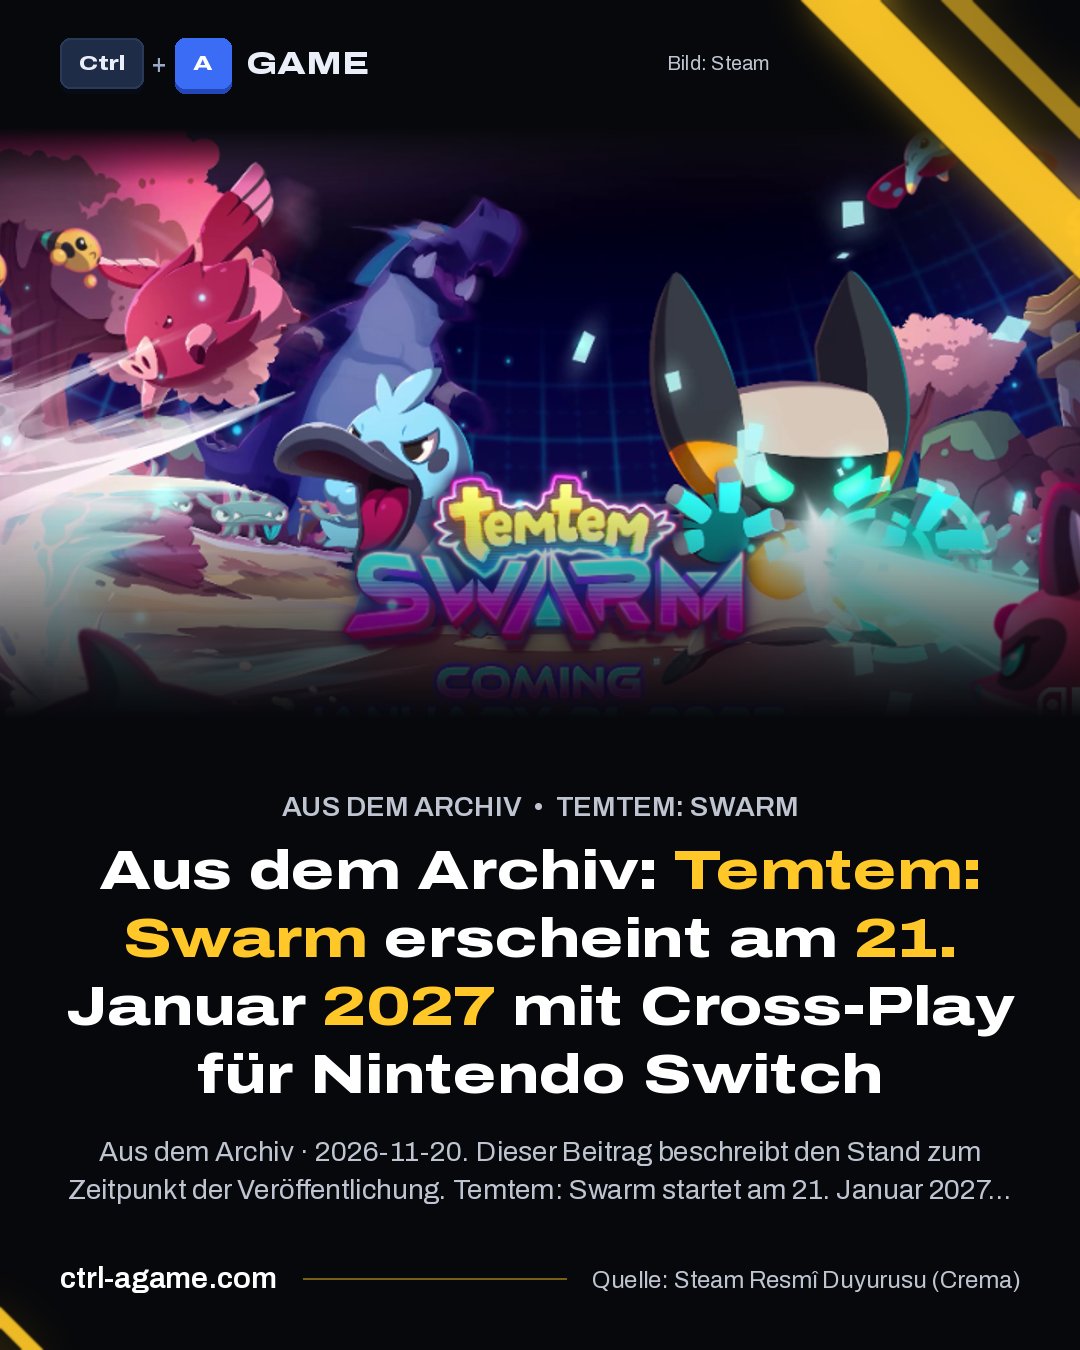 Ctrl + A GAME
Bild: Steam
temtem
SWARM
COMING
AUS DEM ARCHIV • TEMTEM: SWARM
Aus dem Archiv: Temtem:
Swarm erscheint am 21.
Januar 2027 mit Cross-Play
für Nintendo Switch
Aus dem Archiv · 2026-11-20. Dieser Beitrag beschreibt den Stand zum
Zeitpunkt der Veröffentlichung. Temtem: Swarm startet am 21. Januar 2027...
ctrl-agame.com
Quelle: Steam Resmî Duyurusu (Crema)